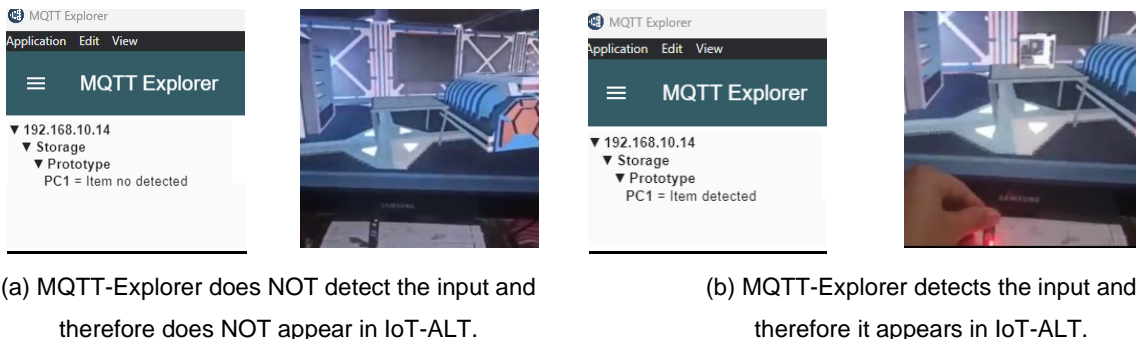 MQTT Explorer
Application Edit View
MQTT Explorer
▼ 192.168.10.14
▼ Storage
▼ Prototype
PC1 = Item no detected
SAMSUNG
(a) MQTT-Explorer does NOT detect the input and
therefore does NOT appear in IoT-ALT.
MQTT Explorer
Application Edit View
MQTT Explorer
▼ 192.168.10.14
▼ Storage
▼ Prototype
PC1 = Item detected
SAMSUNG
(b) MQTT-Explorer detects the input and
therefore it appears in IoT-ALT.